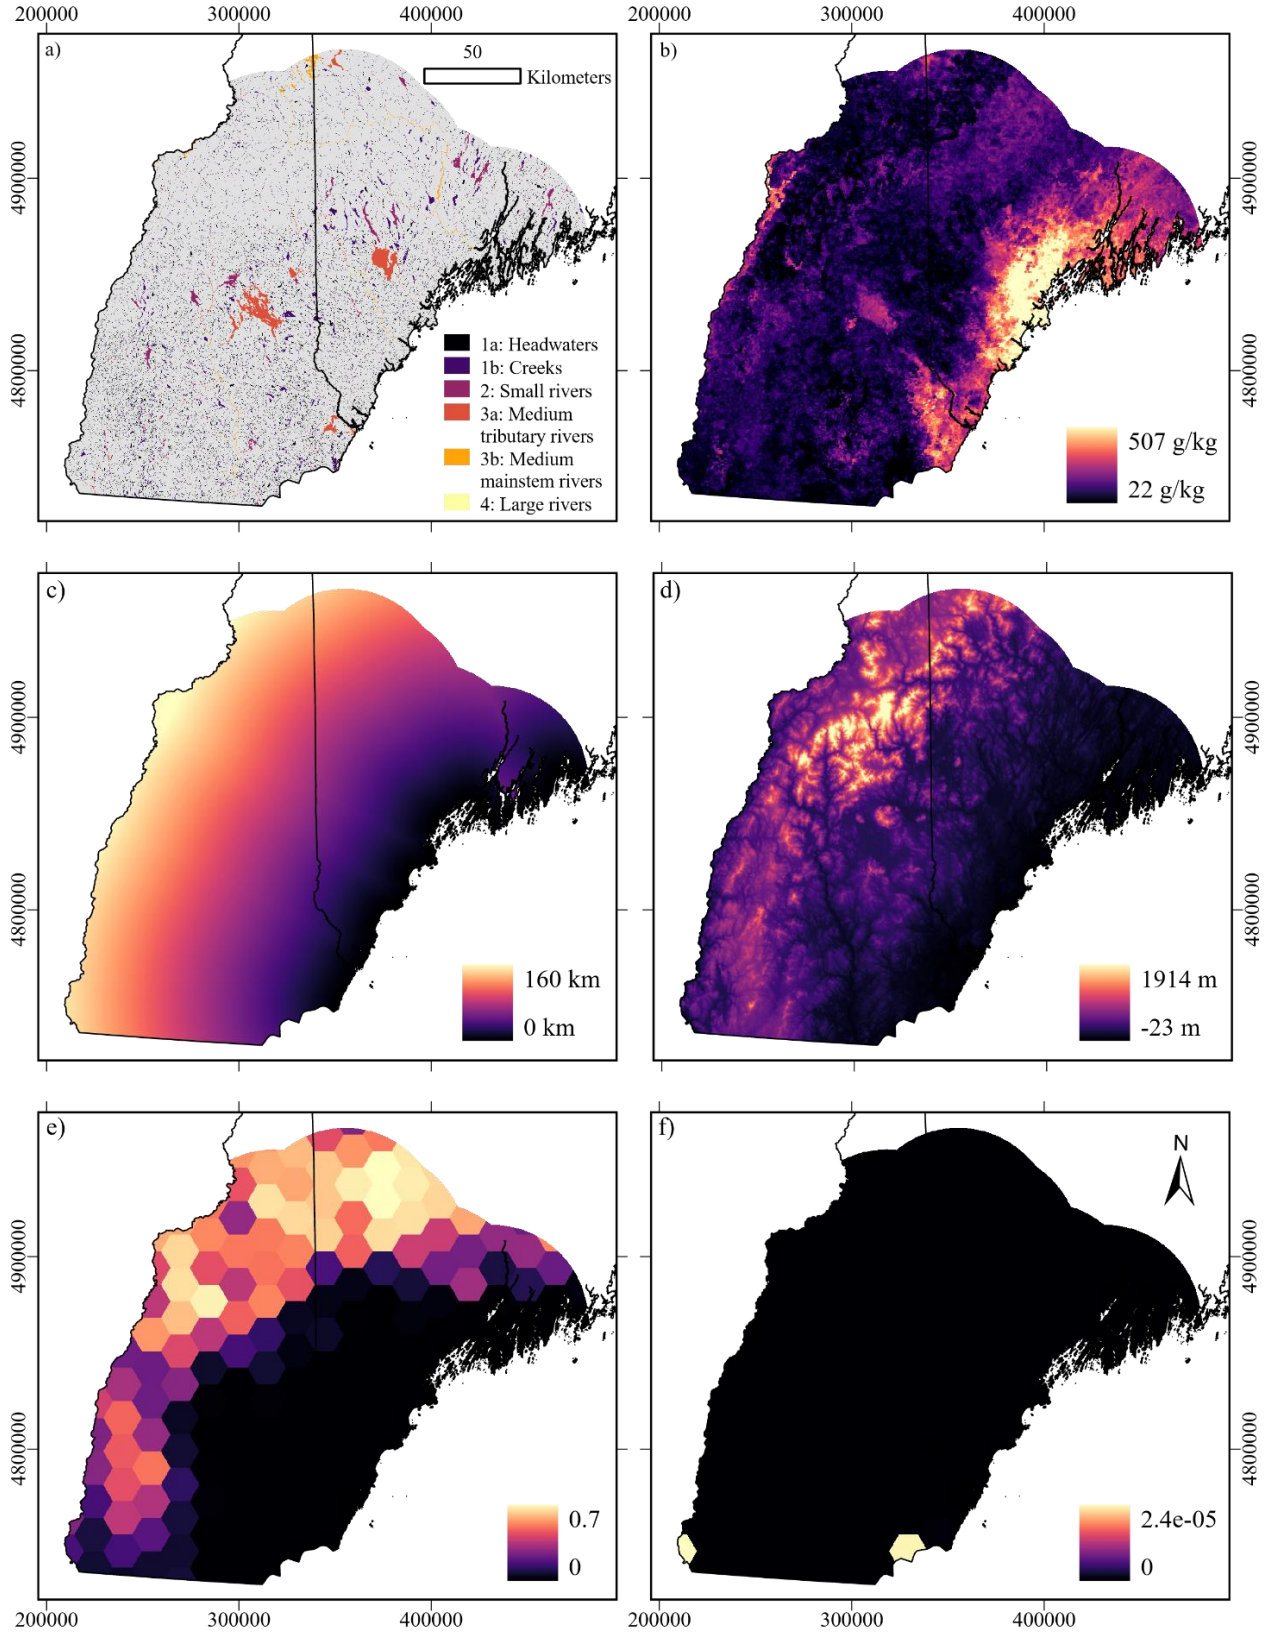 200000 300000 400000 200000 300000 400000
a) 50 b)
Kilometers
4900000 4900000
1a: Headwaters
1b: Creeks
2: Small rivers
3a: Medium
tributary rivers
3b: Medium
mainstem rivers
4: Large rivers
4800000 4800000
507 g/kg
22 g/kg
c) d)
4900000 4900000
4800000 4800000
160 km
0 km
1914 m
-23 m
e) f)
N
4900000 4900000
4800000 4800000
0.7
0
2.4e-05
0
200000 300000 400000 200000 300000 400000